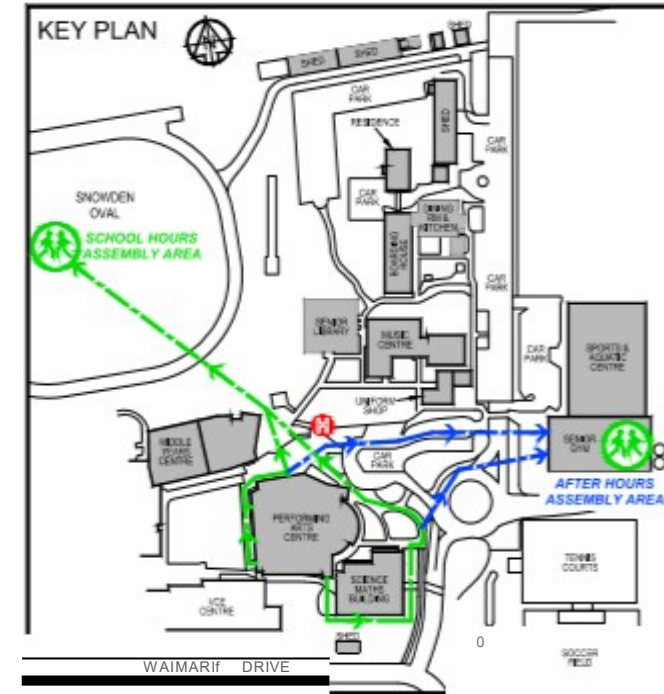 KEY PLAN
SHED
SHED
SHED
CAR
PARK
RESIDENCE
SHED
CAR
PARK
SNOWDEN
OVAL
CAR
PARK
DINING
RM &
KITCHEN
BOARDING
HOUSE
SCHOOL HOURS
ASSEMBLY AREA
CAR
PARK
SENIOR
LIBRARY
MUSIC
CENTRE
CAR
PARK
SPORTS &
AQUATIC
CENTRE
UNIFORM
SHOP
H
MIDDLE
YEARS
CENTRE
CAR
PARK
SENIOR
GYM
AFTER HOURS
ASSEMBLY AREA
PERFORMING
ARTS
CENTRE
TENNIS
COURTS
SCIENCE
MATHS
BUILDING
VCE
CENTRE
SHED
0
SOCCER
FIELD
WAIMARIf DRIVE